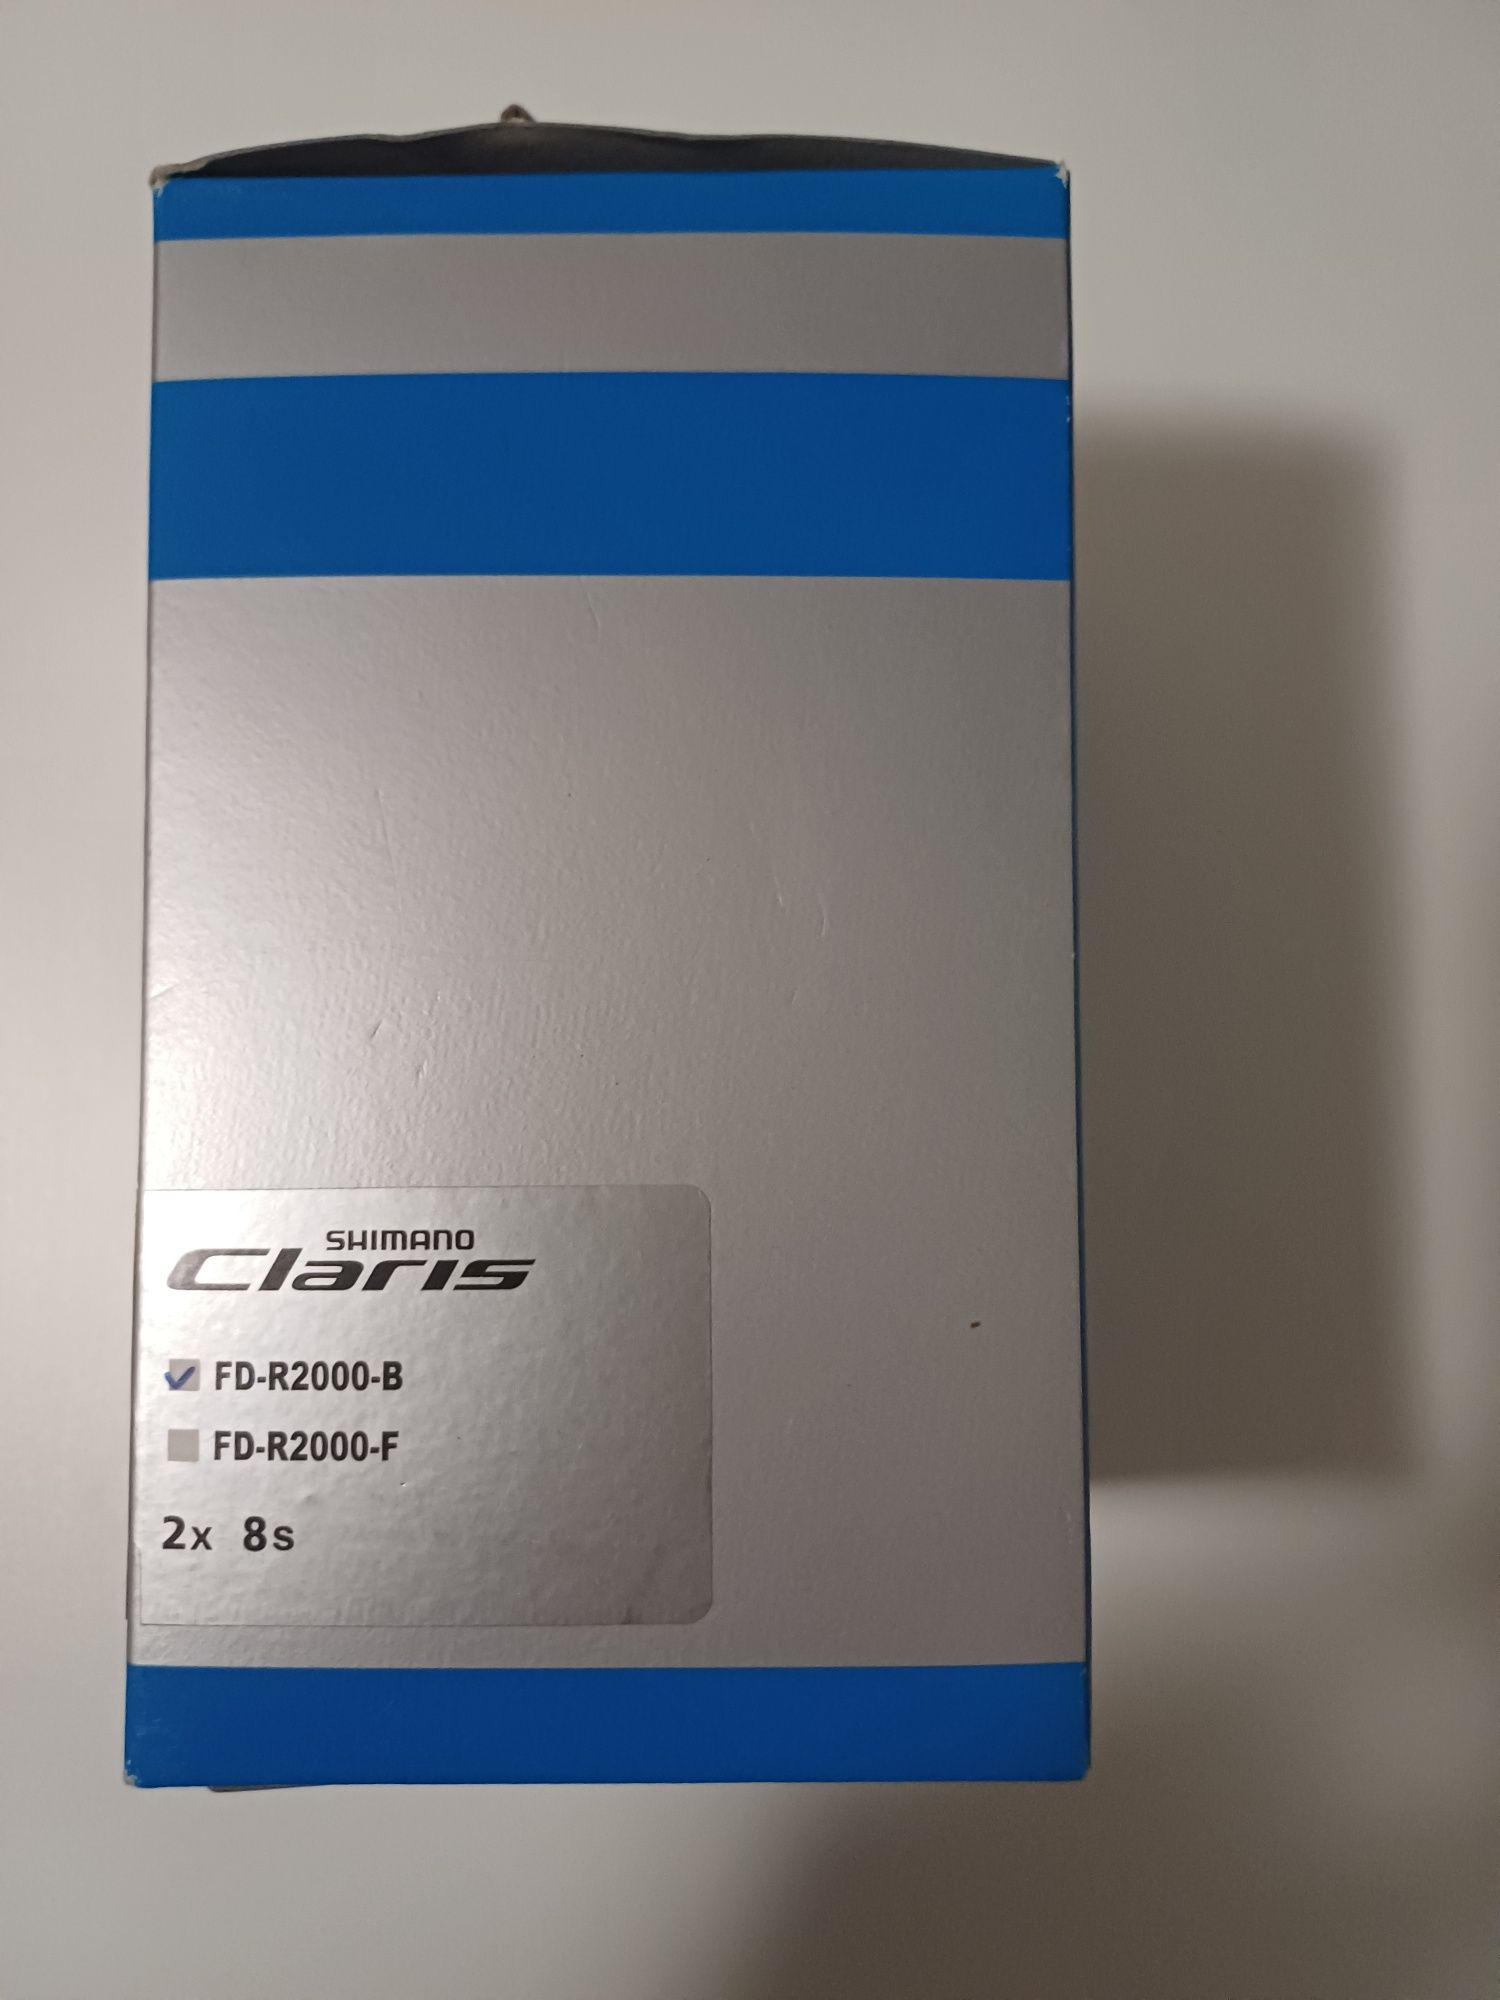 SHIMANO
Claris
FD-R2000-B
FD-R2000-F
2x 8s